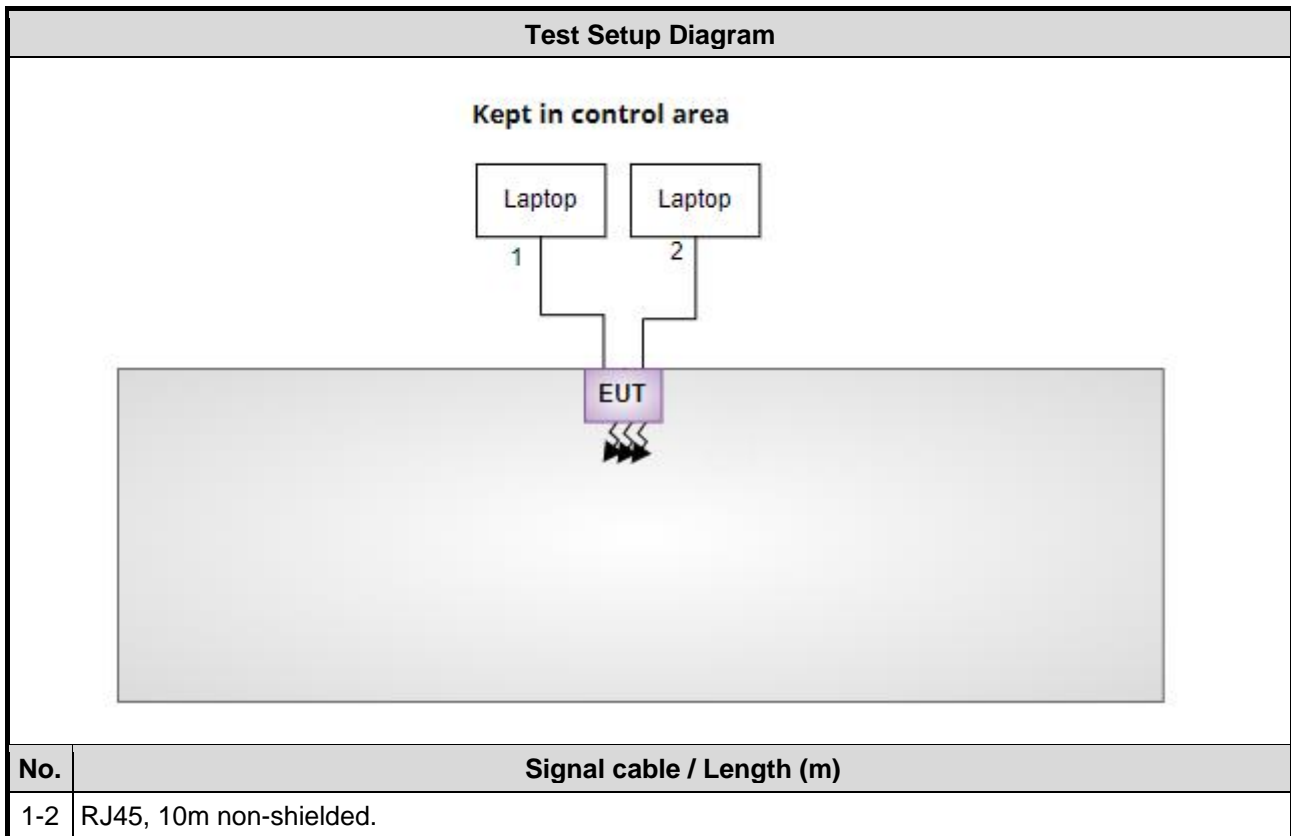 Test Setup Diagram
Kept in control area
Laptop Laptop
1 2
EUT
No. Signal cable / Length (m)
1-2 RJ45, 10m non-shielded.